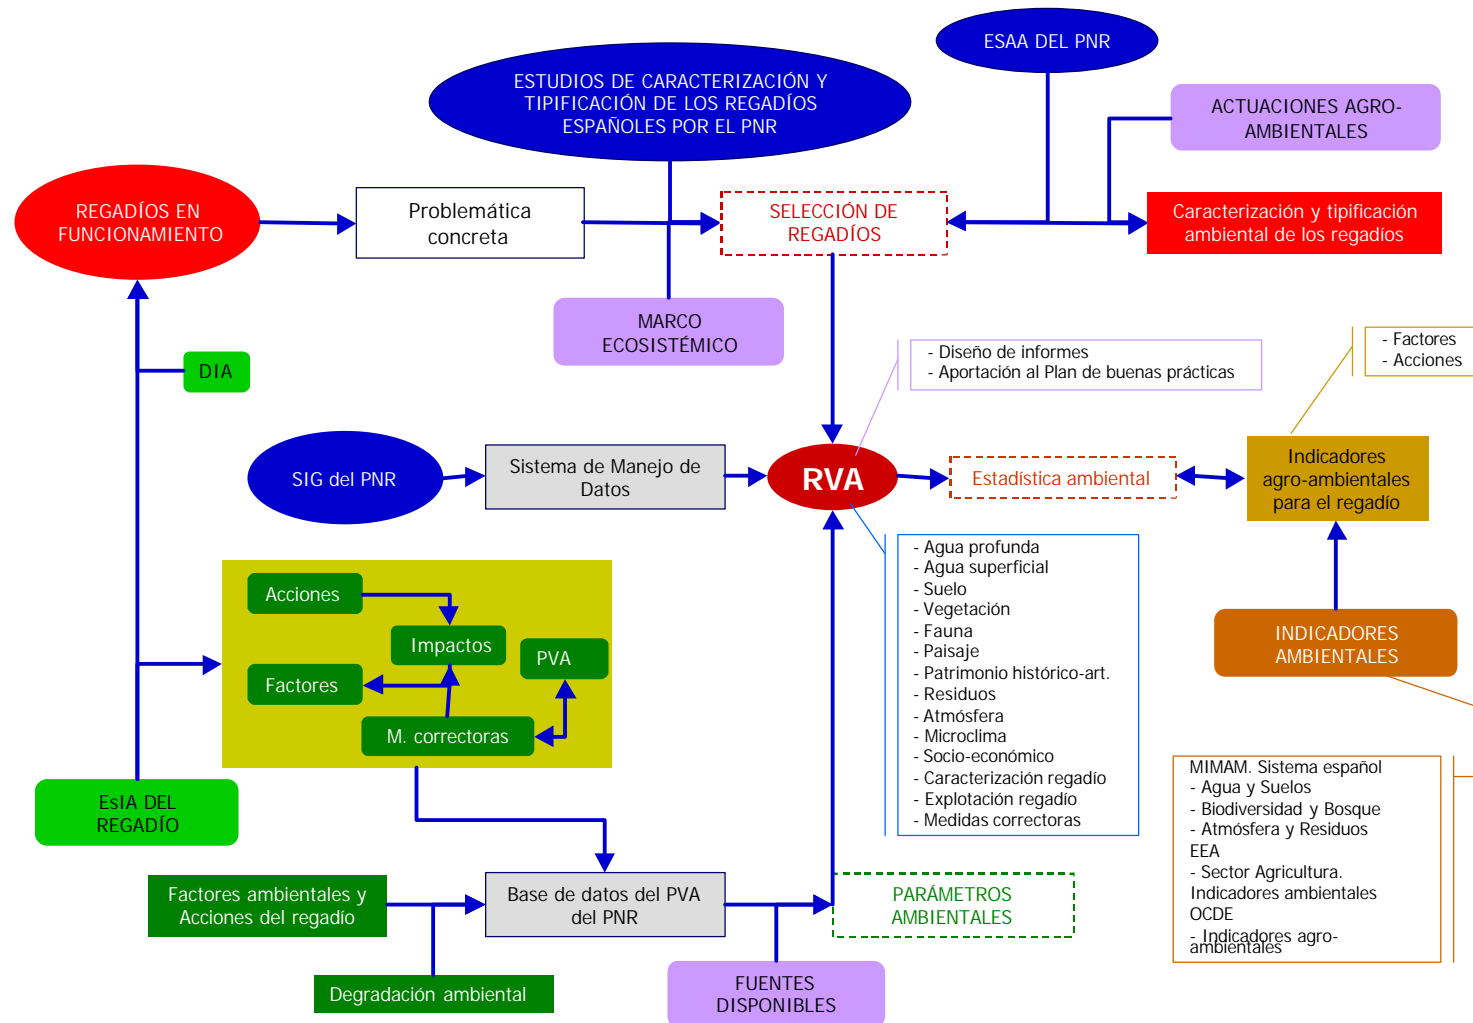 ESAA DEL PNR
ESTUDIOS DE CARACTERIZACIÓN Y
TIPIFICACIÓN DE LOS REGADÍOS
ESPAÑOLES POR EL PNR
ACTUACIONES AGRO-
AMBIENTALES
REGADÍOS EN
FUNCIONAMIENTO
Problemática
concreta
SELECCIÓN DE
REGADÍOS
Caracterización y tipificación
ambiental de los regadíos
MARCO
ECOSISTÉMICO
DIA
- Diseño de informes
- Aportación al Plan de buenas prácticas
- Factores
- Acciones
SIG del PNR
Sistema de Manejo de
Datos
RVA
Estadística ambiental
Indicadores
agro-ambientales
para el regadío
- Agua profunda
- Agua superficial
- Suelo
- Vegetación
- Fauna
- Paisaje
- Patrimonio histórico-art.
- Residuos
- Atmósfera
- Microclima
- Socio-económico
- Caracterización regadío
- Explotación regadío
- Medidas correctoras
Acciones
Impactos
PVA
Factores
M. correctoras
INDICADORES
AMBIENTALES
EsIA DEL
REGADÍO
MIMAM. Sistema español
- Agua y Suelos
- Biodiversidad y Bosque
- Atmósfera y Residuos
EEA
- Sector Agricultura.
Indicadores ambientales
OCDE
- Indicadores agro-
ambientales
Factores ambientales y
Acciones del regadío
Base de datos del PVA
del PNR
PARÁMETROS
AMBIENTALES
Degradación ambiental
FUENTES
DISPONIBLES